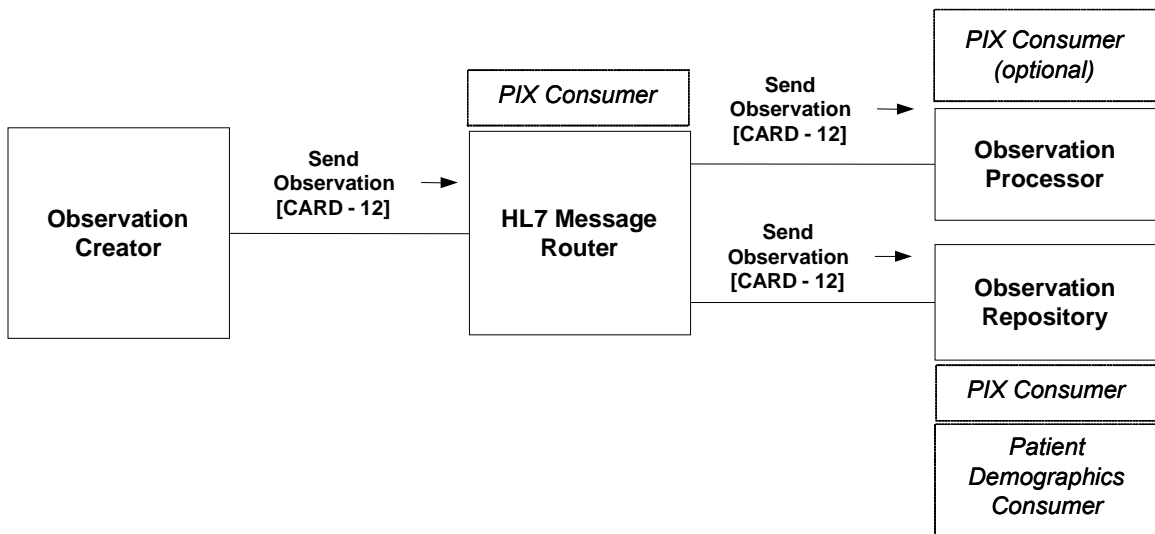 Observation
Creator
Send
Observation
[CARD - 12]
PIX Consumer
HL7 Message
Router
Send
Observation
[CARD - 12]
Send
Observation
[CARD - 12]
PIX Consumer
(optional)
Observation
Processor
Observation
Repository
PIX Consumer
Patient
Demographics
Consumer